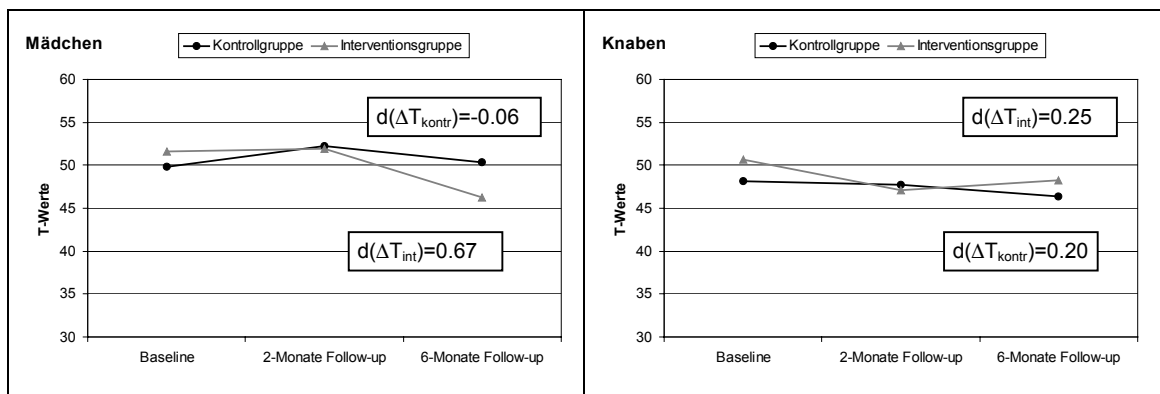 Mädchen
Kontrollgruppe Interventionsgruppe
60
55
50
45
40
35
30
T-Werte
d(ΔTkontr)=-0.06
d(ΔTint)=0.67
Baseline 2-Monate Follow-up 6-Monate Follow-up
Knaben
Kontrollgruppe Interventionsgruppe
60
55
50
45
40
35
30
T-Werte
d(ΔTint)=0.25
d(ΔTkontr)=0.20
Baseline 2-Monate Follow-up 6-Monate Follow-up